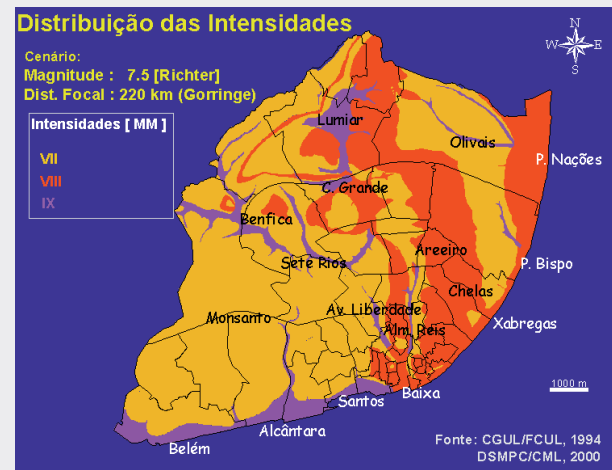 Distribuição das Intensidades
Cenário:
Magnitude : 7.5 [Richter]
Dist. Focal : 220 km (Gorringe)
Intensidades [ MM ]
VII
VIII
IX
N
W E
S
Lumiar
Olivais
P. Nações
C. Grande
Benfica
Areeiro
Sete Rios
P. Bispo
Chelas
Av. Liberdade
Monsanto
Xabregas
Alm. Reis
1000 m
Baixa
Santos
Alcântara
Belém
Fonte: CGUL/FCUL, 1994
DSMPC/CML, 2000